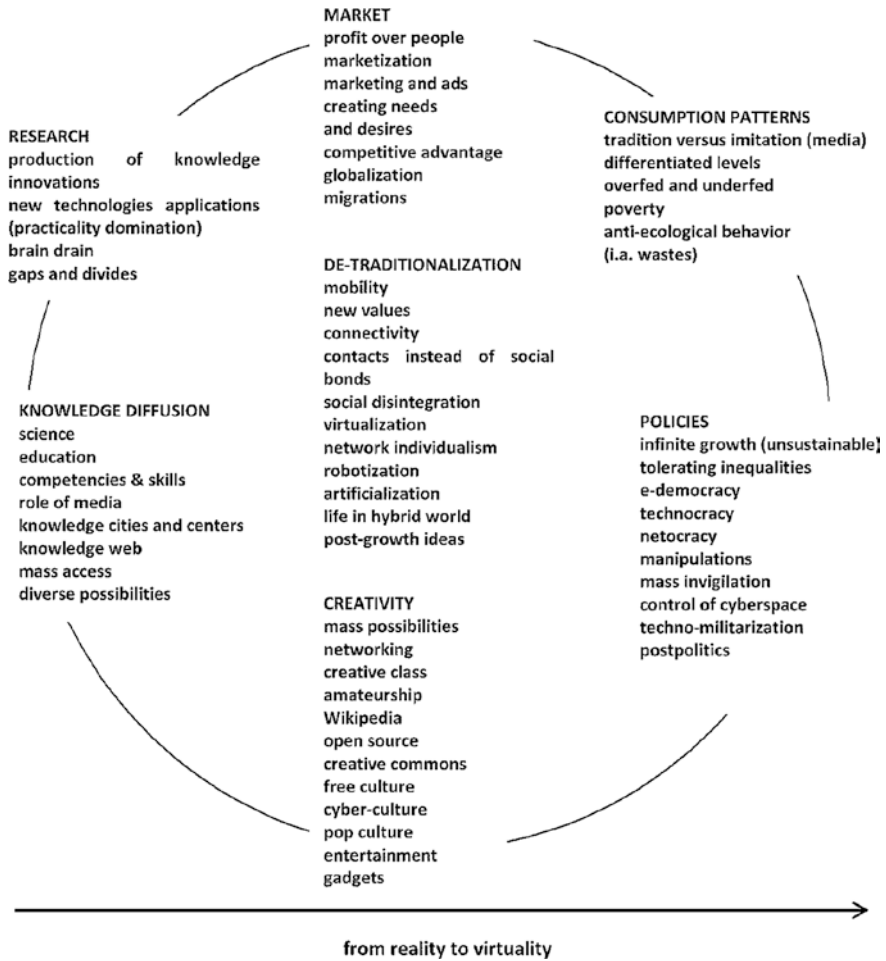 MARKET
profit over people
marketization
marketing and ads
creating needs
and desires
competitive advantage
globalization
migrations
RESEARCH
production of knowledge
innovations
new technologies applications
(practicality domination)
brain drain
gaps and divides
CONSUMPTION PATTERNS
tradition versus imitation (media)
differentiated levels
overfed and underfed
poverty
anti-ecological behavior
(i.a. wastes)
DE-TRADITIONALIZATION
mobility
new values
connectivity
contacts instead of social
bonds
social disintegration
virtualization
network individualism
robotization
artificialization
life in hybrid world
post-growth ideas
KNOWLEDGE DIFFUSION
science
education
competencies & skills
role of media
knowledge cities and centers
knowledge web
mass access
diverse possibilities
POLICIES
infinite growth (unsustainable)
tolerating inequalities
e-democracy
technocracy
netocracy
manipulations
mass invigilation
control of cyberspace
techno-militarization
postpolitics
CREATIVITY
mass possibilities
networking
creative class
amateurship
Wikipedia
open source
creative commons
free culture
cyber-culture
pop culture
entertainment
gadgets
from reality to virtuality